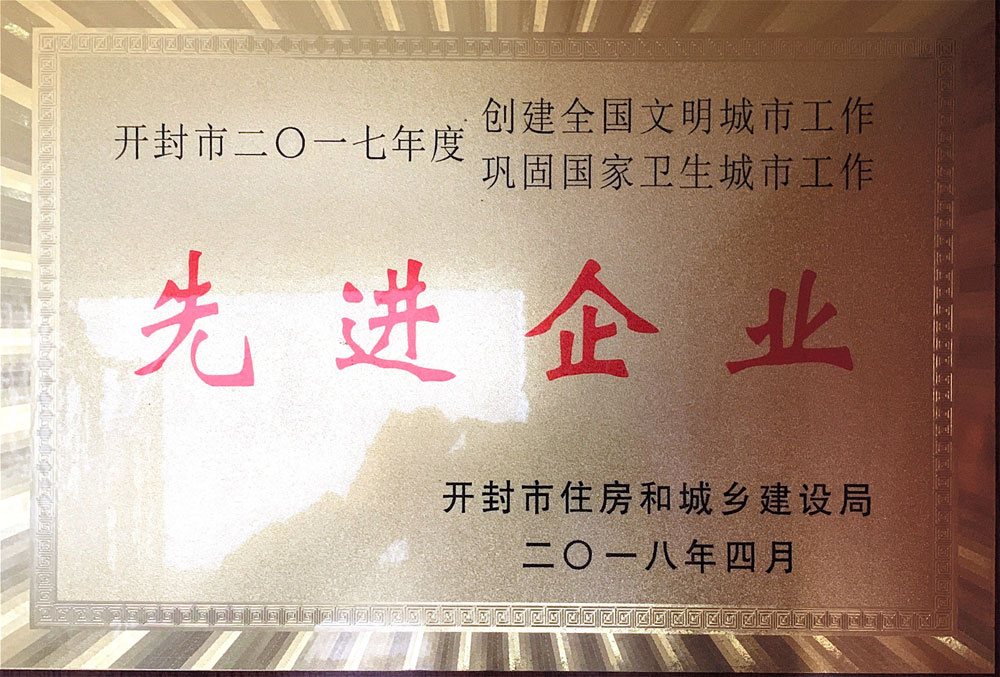 开封市二〇一七年度
创建全国文明城市工作
巩固国家卫生城市工作
先进企业
开封市住房和城乡建设局
二〇一八年四月